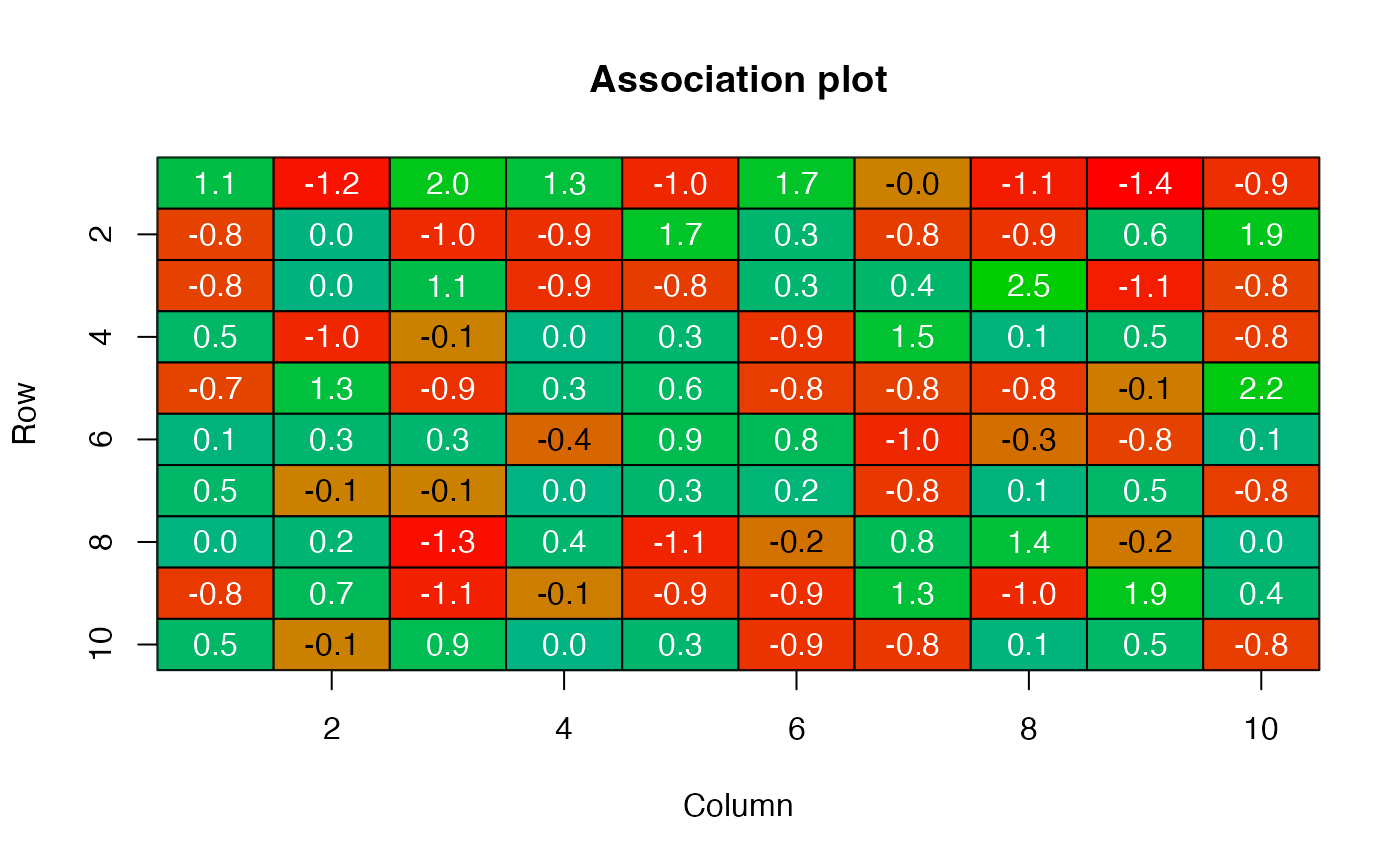 Association plot
1.1 -1.2 2.0 1.3 -1.0 1.7 -0.0 -1.1 -1.4 -0.9
2 -0.8 0.0 -1.0 -0.9 1.7 0.3 -0.8 -0.9 0.6 1.9
-0.8 0.0 1.1 -0.9 -0.8 0.3 0.4 2.5 -1.1 -0.8
4 0.5 -1.0 -0.1 0.0 0.3 -0.9 1.5 0.1 0.5 -0.8
Row
-0.7 1.3 -0.9 0.3 0.6 -0.8 -0.8 -0.8 -0.1 2.2
6 0.1 0.3 0.3 -0.4 0.9 0.8 -1.0 -0.3 -0.8 0.1
0.5 -0.1 -0.1 0.0 0.3 0.2 -0.8 0.1 0.5 -0.8
8 0.0 0.2 -1.3 0.4 -1.1 -0.2 0.8 1.4 -0.2 0.0
-0.8 0.7 -1.1 -0.1 -0.9 -0.9 1.3 -1.0 1.9 0.4
10 0.5 -0.1 0.9 0.0 0.3 -0.9 -0.8 0.1 0.5 -0.8
2 4 6 8 10
Column